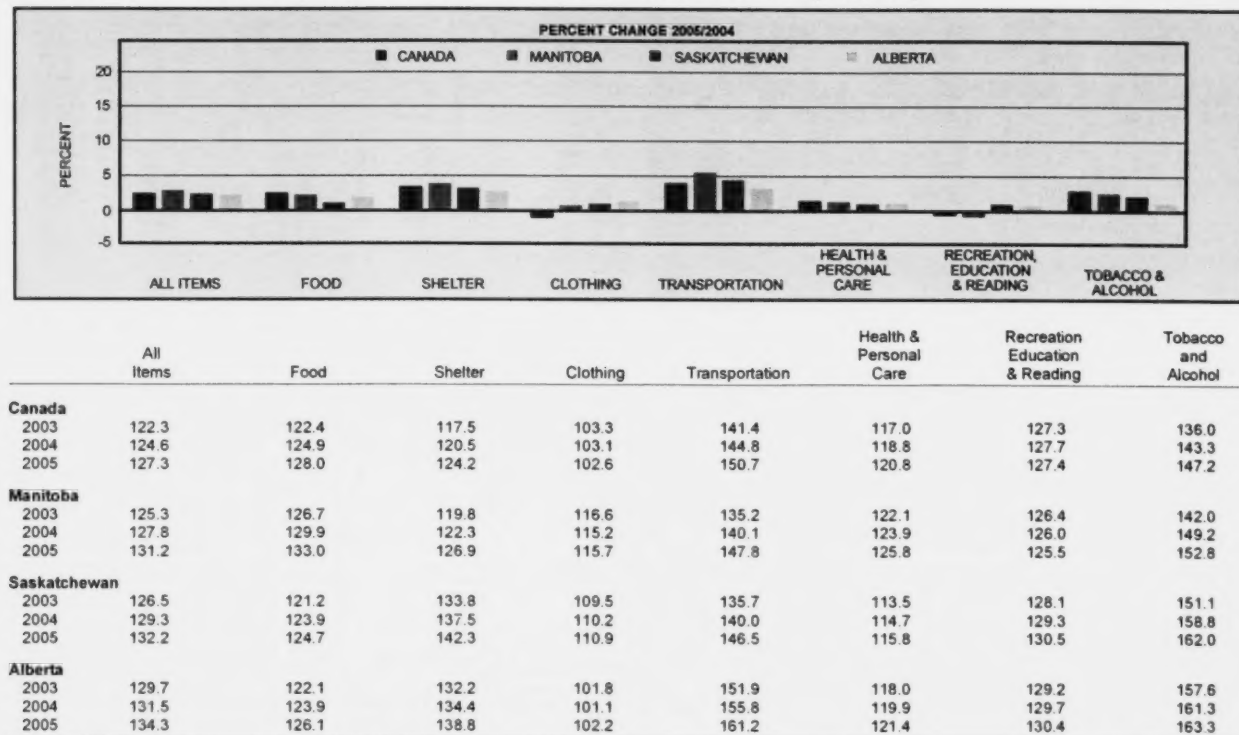 PERCENT CHANGE 2005/2004
CANADA MANITOBA SASKATCHEWAN ALBERTA
PERCENT
20
15
10
5
0
-5
ALL ITEMS FOOD SHELTER CLOTHING TRANSPORTATION HEALTH & PERSONAL CARE RECREATION, EDUCATION & READING TOBACCO & ALCOHOL
All Items Food Shelter Clothing Transportation Health & Personal Care Recreation Education & Reading Tobacco and Alcohol
Canada
2003 122.3 122.4 117.5 103.3 141.4 117.0 127.3 136.0
2004 124.6 124.9 120.5 103.1 144.8 118.8 127.7 143.3
2005 127.3 128.0 124.2 102.6 150.7 120.8 127.4 147.2
Manitoba
2003 125.3 126.7 119.8 116.6 135.2 122.1 126.4 142.0
2004 127.8 129.9 122.3 115.2 140.1 123.9 126.0 149.2
2005 131.2 133.0 126.9 115.7 147.8 125.8 125.5 152.8
Saskatchewan
2003 126.5 121.2 133.8 109.5 135.7 113.5 128.1 151.1
2004 129.3 123.9 137.5 110.2 140.0 114.7 129.3 158.8
2005 132.2 124.7 142.3 110.9 146.5 115.8 130.5 162.0
Alberta
2003 129.7 122.1 132.2 101.8 151.9 118.0 129.2 157.6
2004 131.5 123.9 134.4 101.1 155.8 119.9 129.7 161.3
2005 134.3 126.1 138.8 102.2 161.2 121.4 130.4 163.3